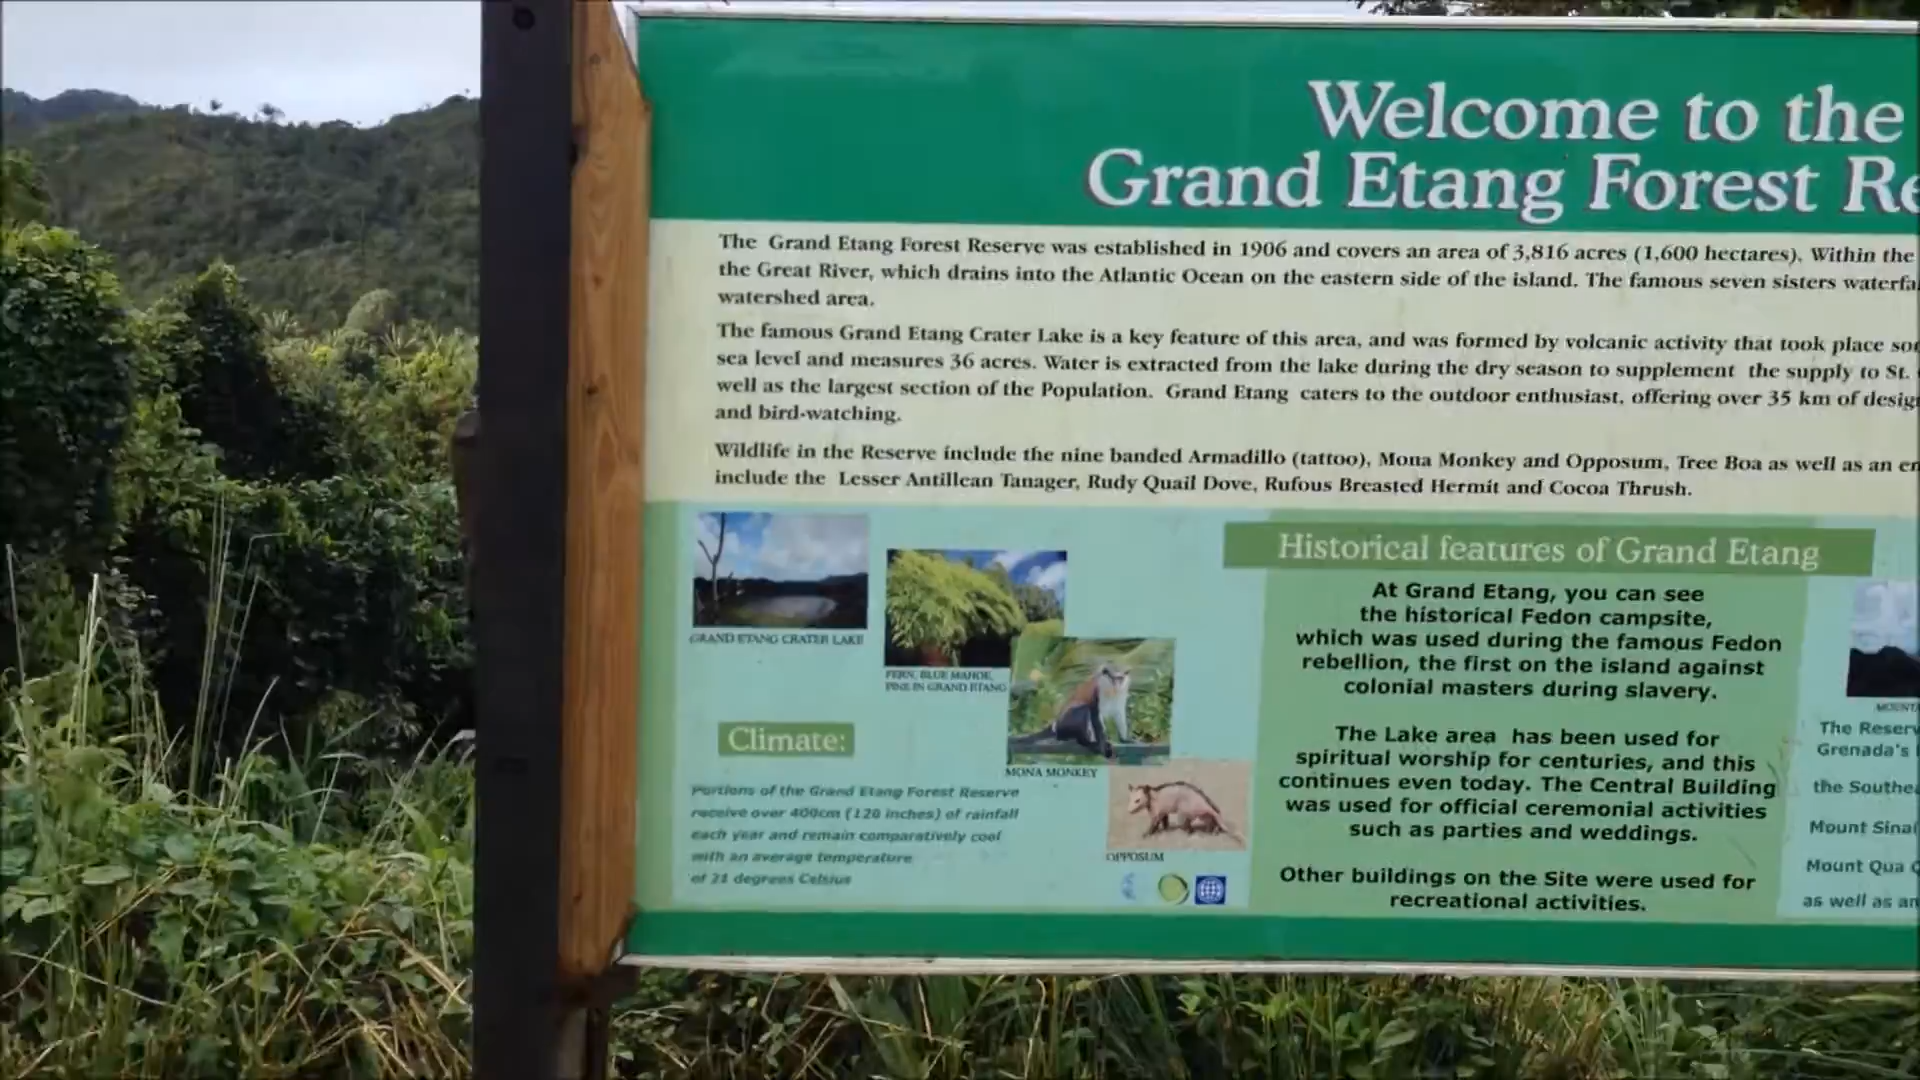 Welcome to the
Grand Etang Forest Re
The Grand Etang Forest Reserve was established in 1906 and covers an area of 3,816 acres (1,600 hectares). Within the
the Great River, which drains into the Atlantic Ocean on the eastern side of the island. The famous seven sisters waterfa
watershed area.
The famous Grand Etang Crater Lake is a key feature of this area, and was formed by volcanic activity that took place so
sea level and measures 36 acres. Water is extracted from the lake during the dry season to supplement the supply to St.
well as the largest section of the Population. Grand Etang caters to the outdoor enthusiast, offering over 35 km of desig
and bird-watching.
Wildlife in the Reserve include the nine banded Armadillo (tattoo), Mona Monkey and Opposum, Tree Boa as well as an en
include the Lesser Antillean Tanager, Rudy Quail Dove, Rufous Breasted Hermit and Cocoa Thrush.
GRAND ETANG CRATER LAKE
FERN, BLUE MAHOE,
PINE IN GRAND ETANG
MONA MONKEY
OPPOSUM
Climate:
Portions of the Grand Etang Forest Reserve
receive over 400cm (120 inches) of rainfall
each year and remain comparatively cool
with an average temperature
of 21 degrees Celsius
Historical features of Grand Etang
At Grand Etang, you can see
the historical Fedon campsite,
which was used during the famous Fedon
rebellion, the first on the island against
colonial masters during slavery.
The Lake area has been used for
spiritual worship for centuries, and this
continues even today. The Central Building
was used for official ceremonial activities
such as parties and weddings.
Other buildings on the Site were used for
recreational activities.
MOUNTA
The Reserv
Grenada's
the Southea
Mount Sinai
Mount Qua
as well as an